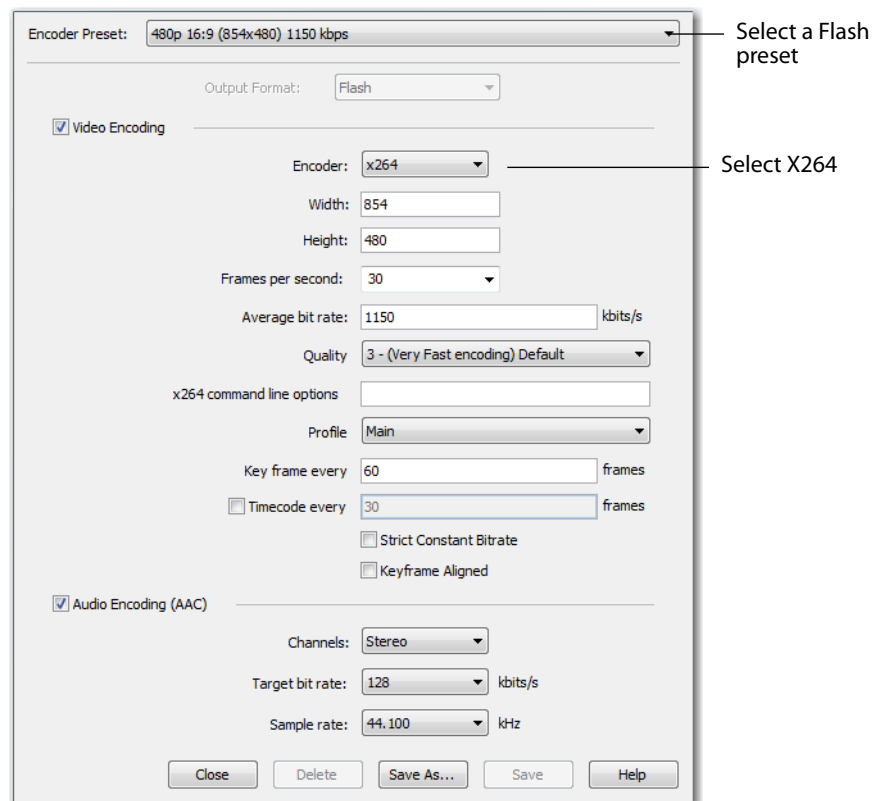 Encoder Preset: 480p 16:9 (854x480) 1150 kbps
Select a Flash
preset
Output Format: Flash
Video Encoding
Encoder: x264
Select X264
Width: 854
Height: 480
Frames per second: 30
Average bit rate: 1150 kbits/s
Quality 3 - (Very Fast encoding) Default
x264 command line options
Profile Main
Key frame every 60 frames
Timecode every 30 frames
Strict Constant Bitrate
Keyframe Aligned
Audio Encoding (AAC)
Channels: Stereo
Target bit rate: 128 kbits/s
Sample rate: 44.100 kHz
Close Delete Save As... Save Help